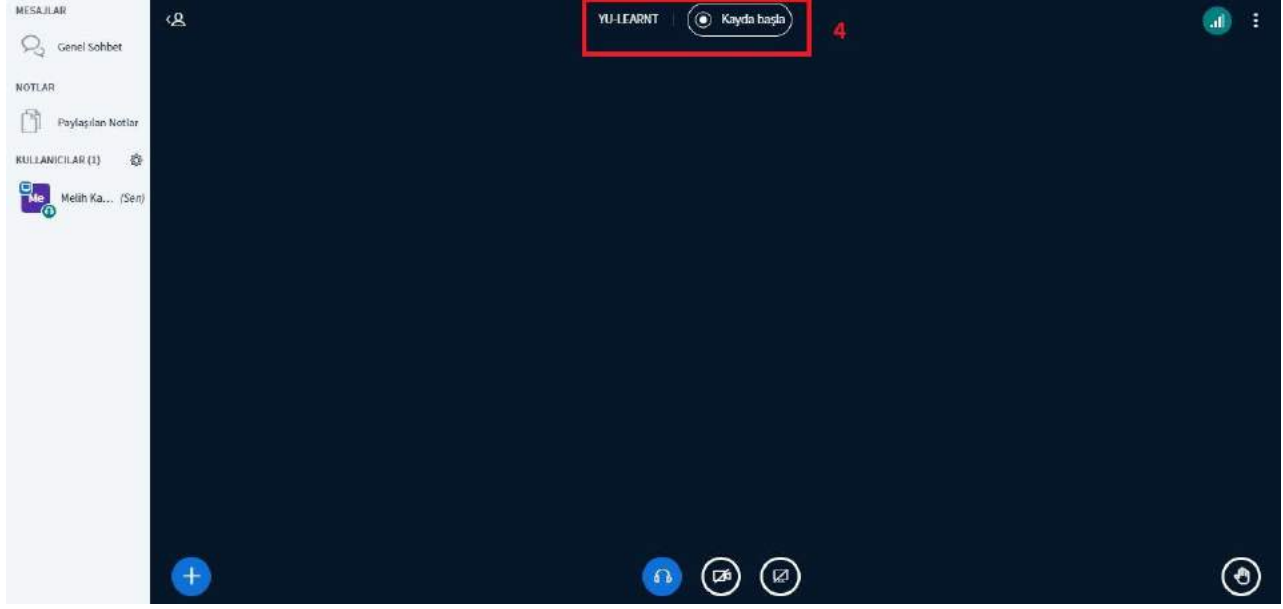 MESAJLAR
Genel Sohbet
NOTLAR
Paylaşılan Notlar
KULLANICILAR (1)
Me Melih Ka... (Sen)
YU-LEARNT Kayda başla
4